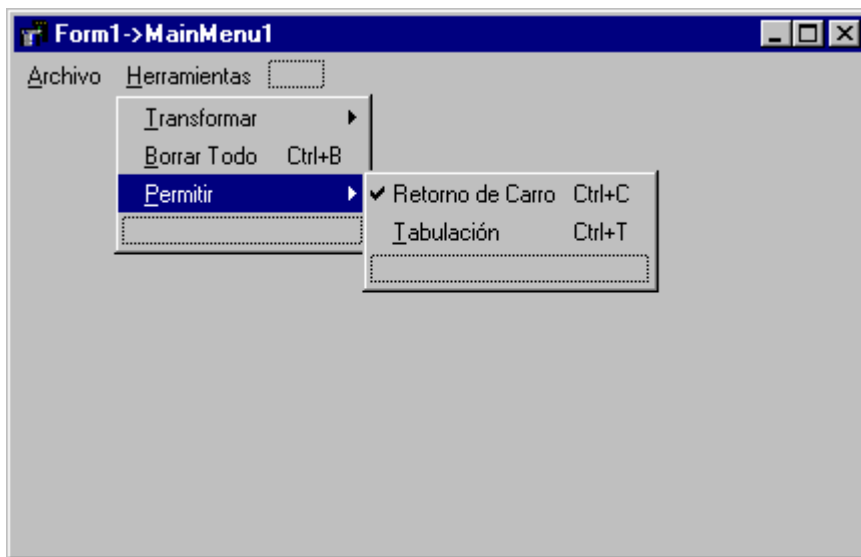 Form1->MainMenu1
Archivo Herramientas
Transformar
Borrar Todo Ctrl+B
Permitir
Retorno de Carro Ctrl+C
Tabulación Ctrl+T